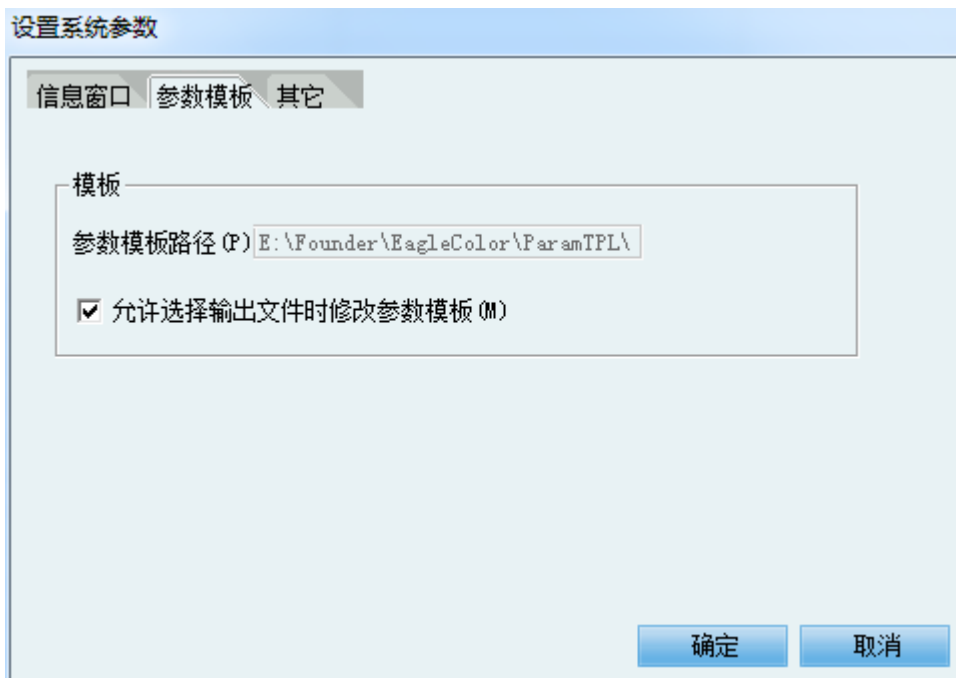 设置系统参数
信息窗口 参数模板 其它
模板
参数模板路径(P) E:\Founder\EagleColor\ParamTPL\
允许选择输出文件时修改参数模板(M)
确定 取消